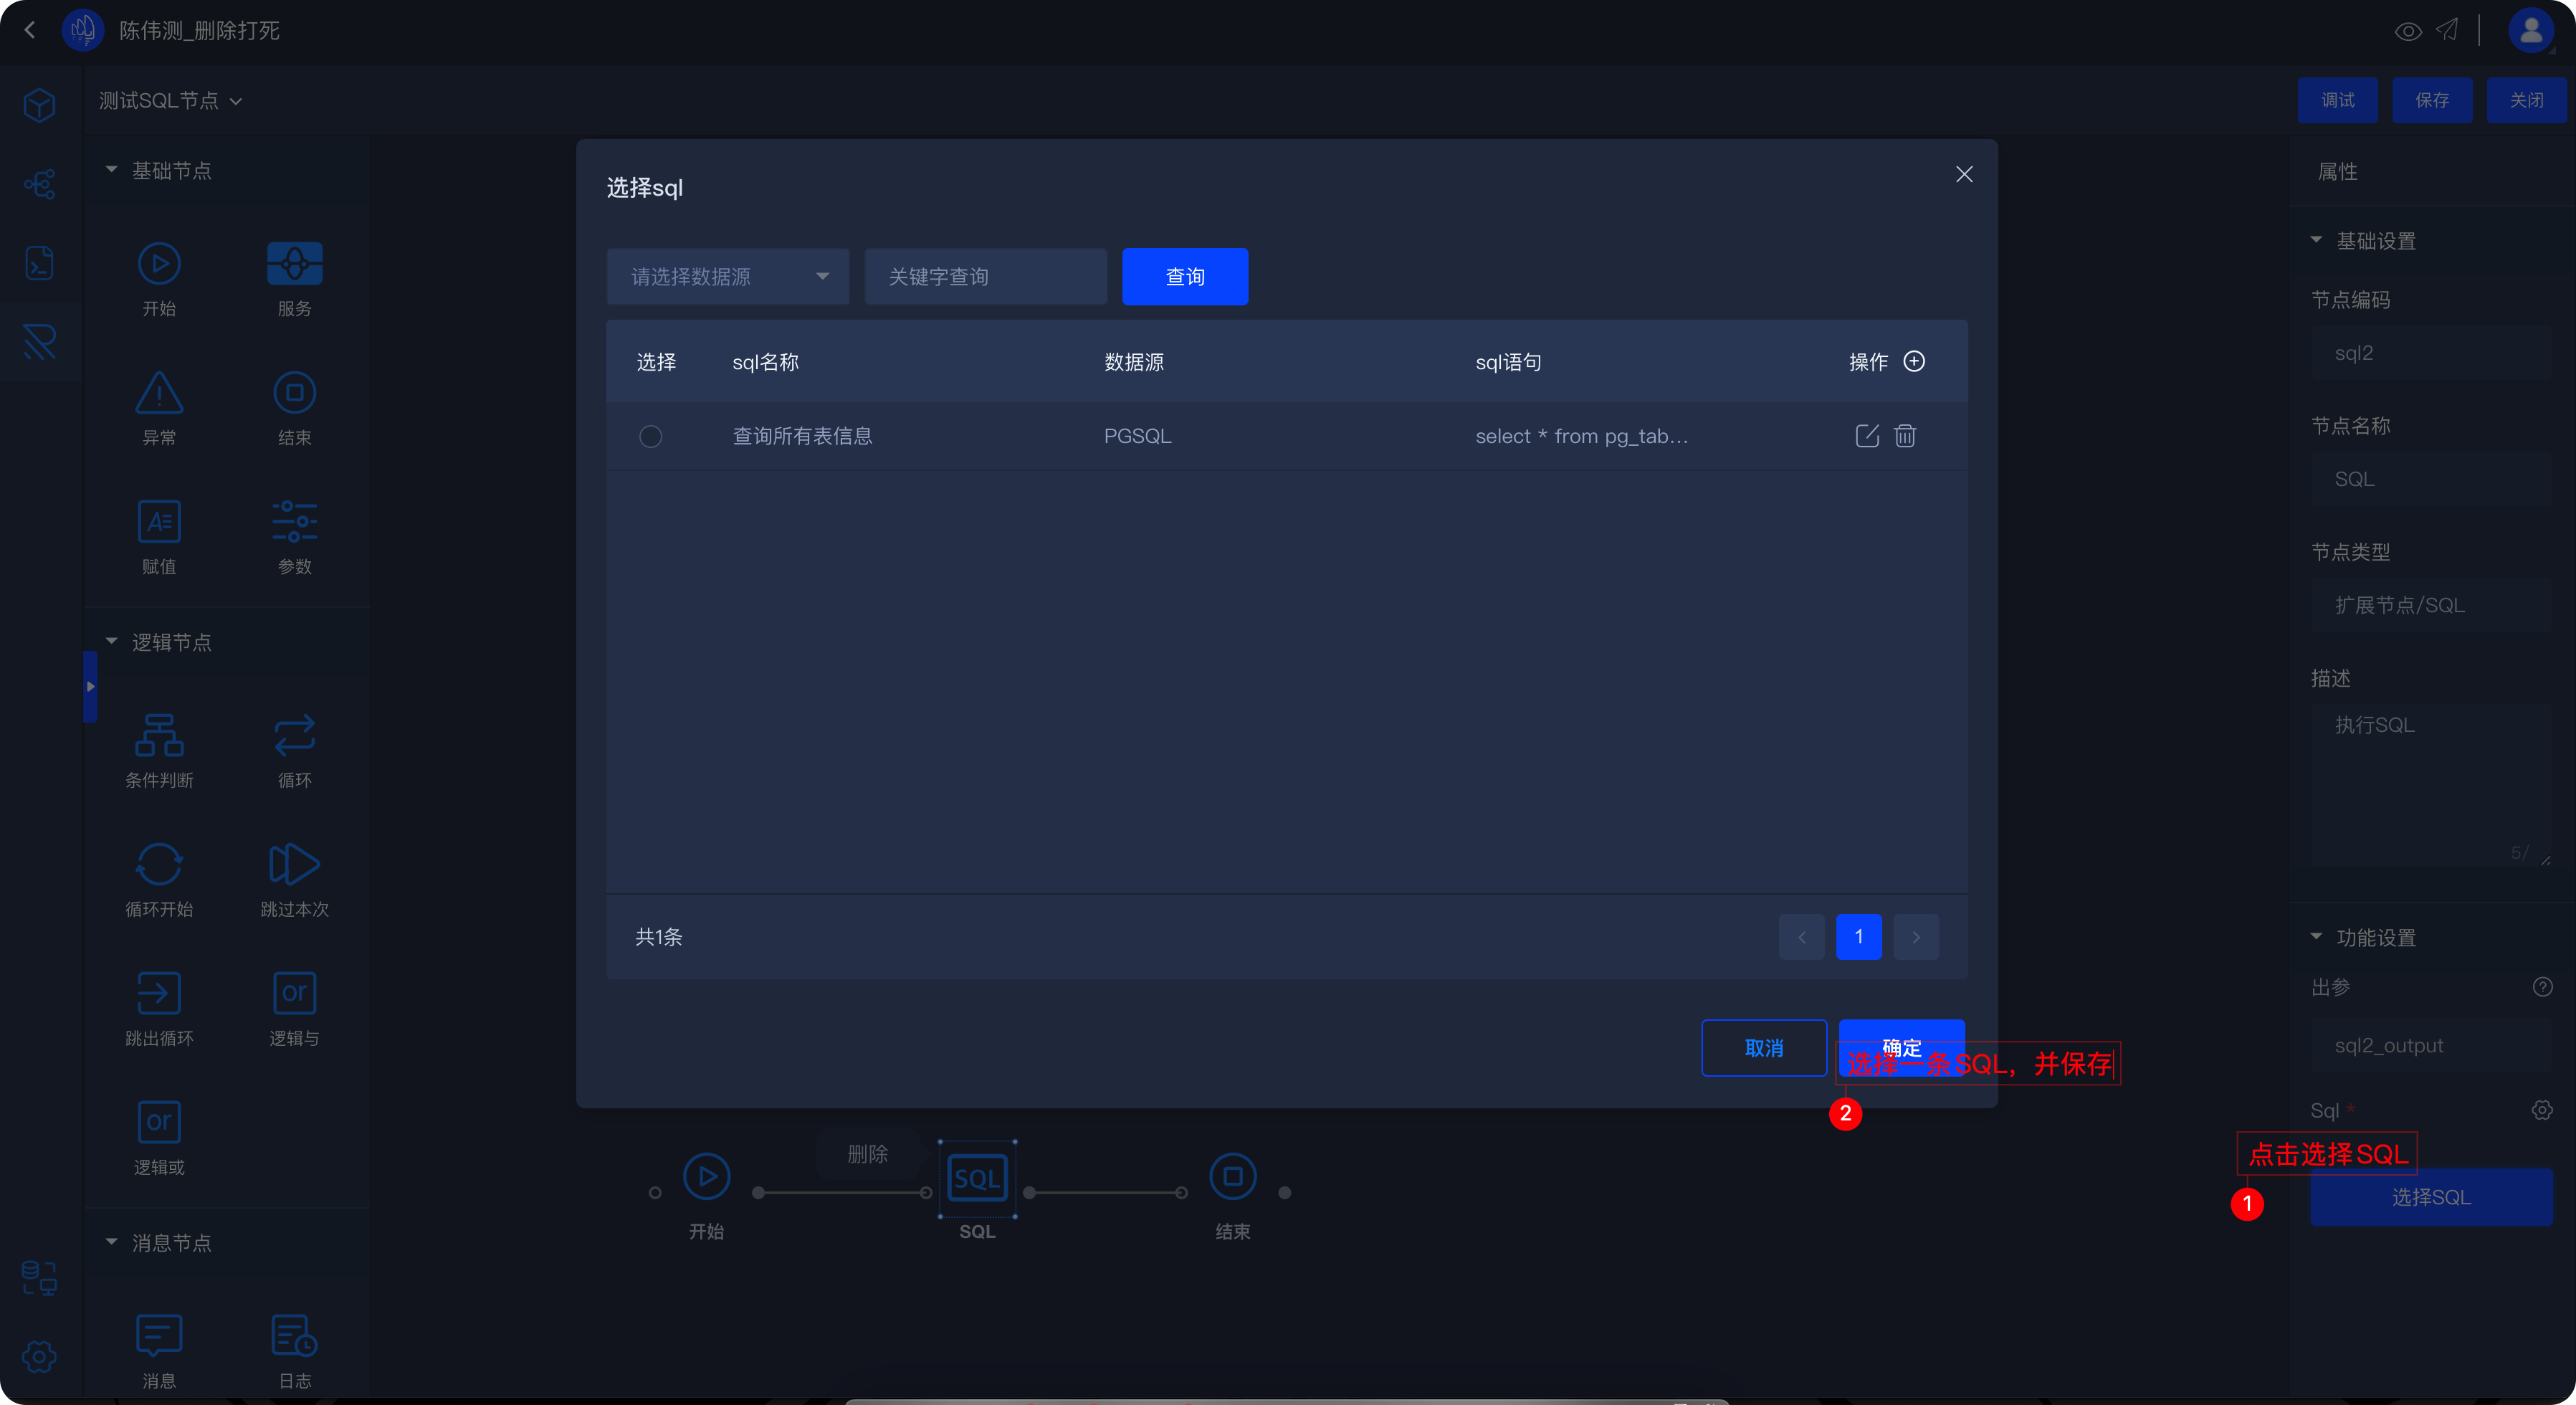 陈伟测_删除打死
测试SQL节点
调试
保存
关闭
基础节点
开始
服务
异常
结束
赋值
参数
逻辑节点
条件判断
循环
循环开始
跳过本次
跳出循环
or
逻辑与
or
逻辑或
消息节点
消息
日志
选择sql
请选择数据源
关键字查询
查询
选择 sql名称 数据源 sql语句 操作
查询所有表信息 PGSQL select * from pg_tab...
共1条
1
取消
确定
选择一条SQL，并保存
2
删除
开始
SQL
SQL
结束
属性
基础设置
节点编码
sql2
节点名称
SQL
节点类型
扩展节点/SQL
描述
执行SQL
5/
功能设置
出参
sql2_output
Sql *
点击选择SQL
1
选择SQL